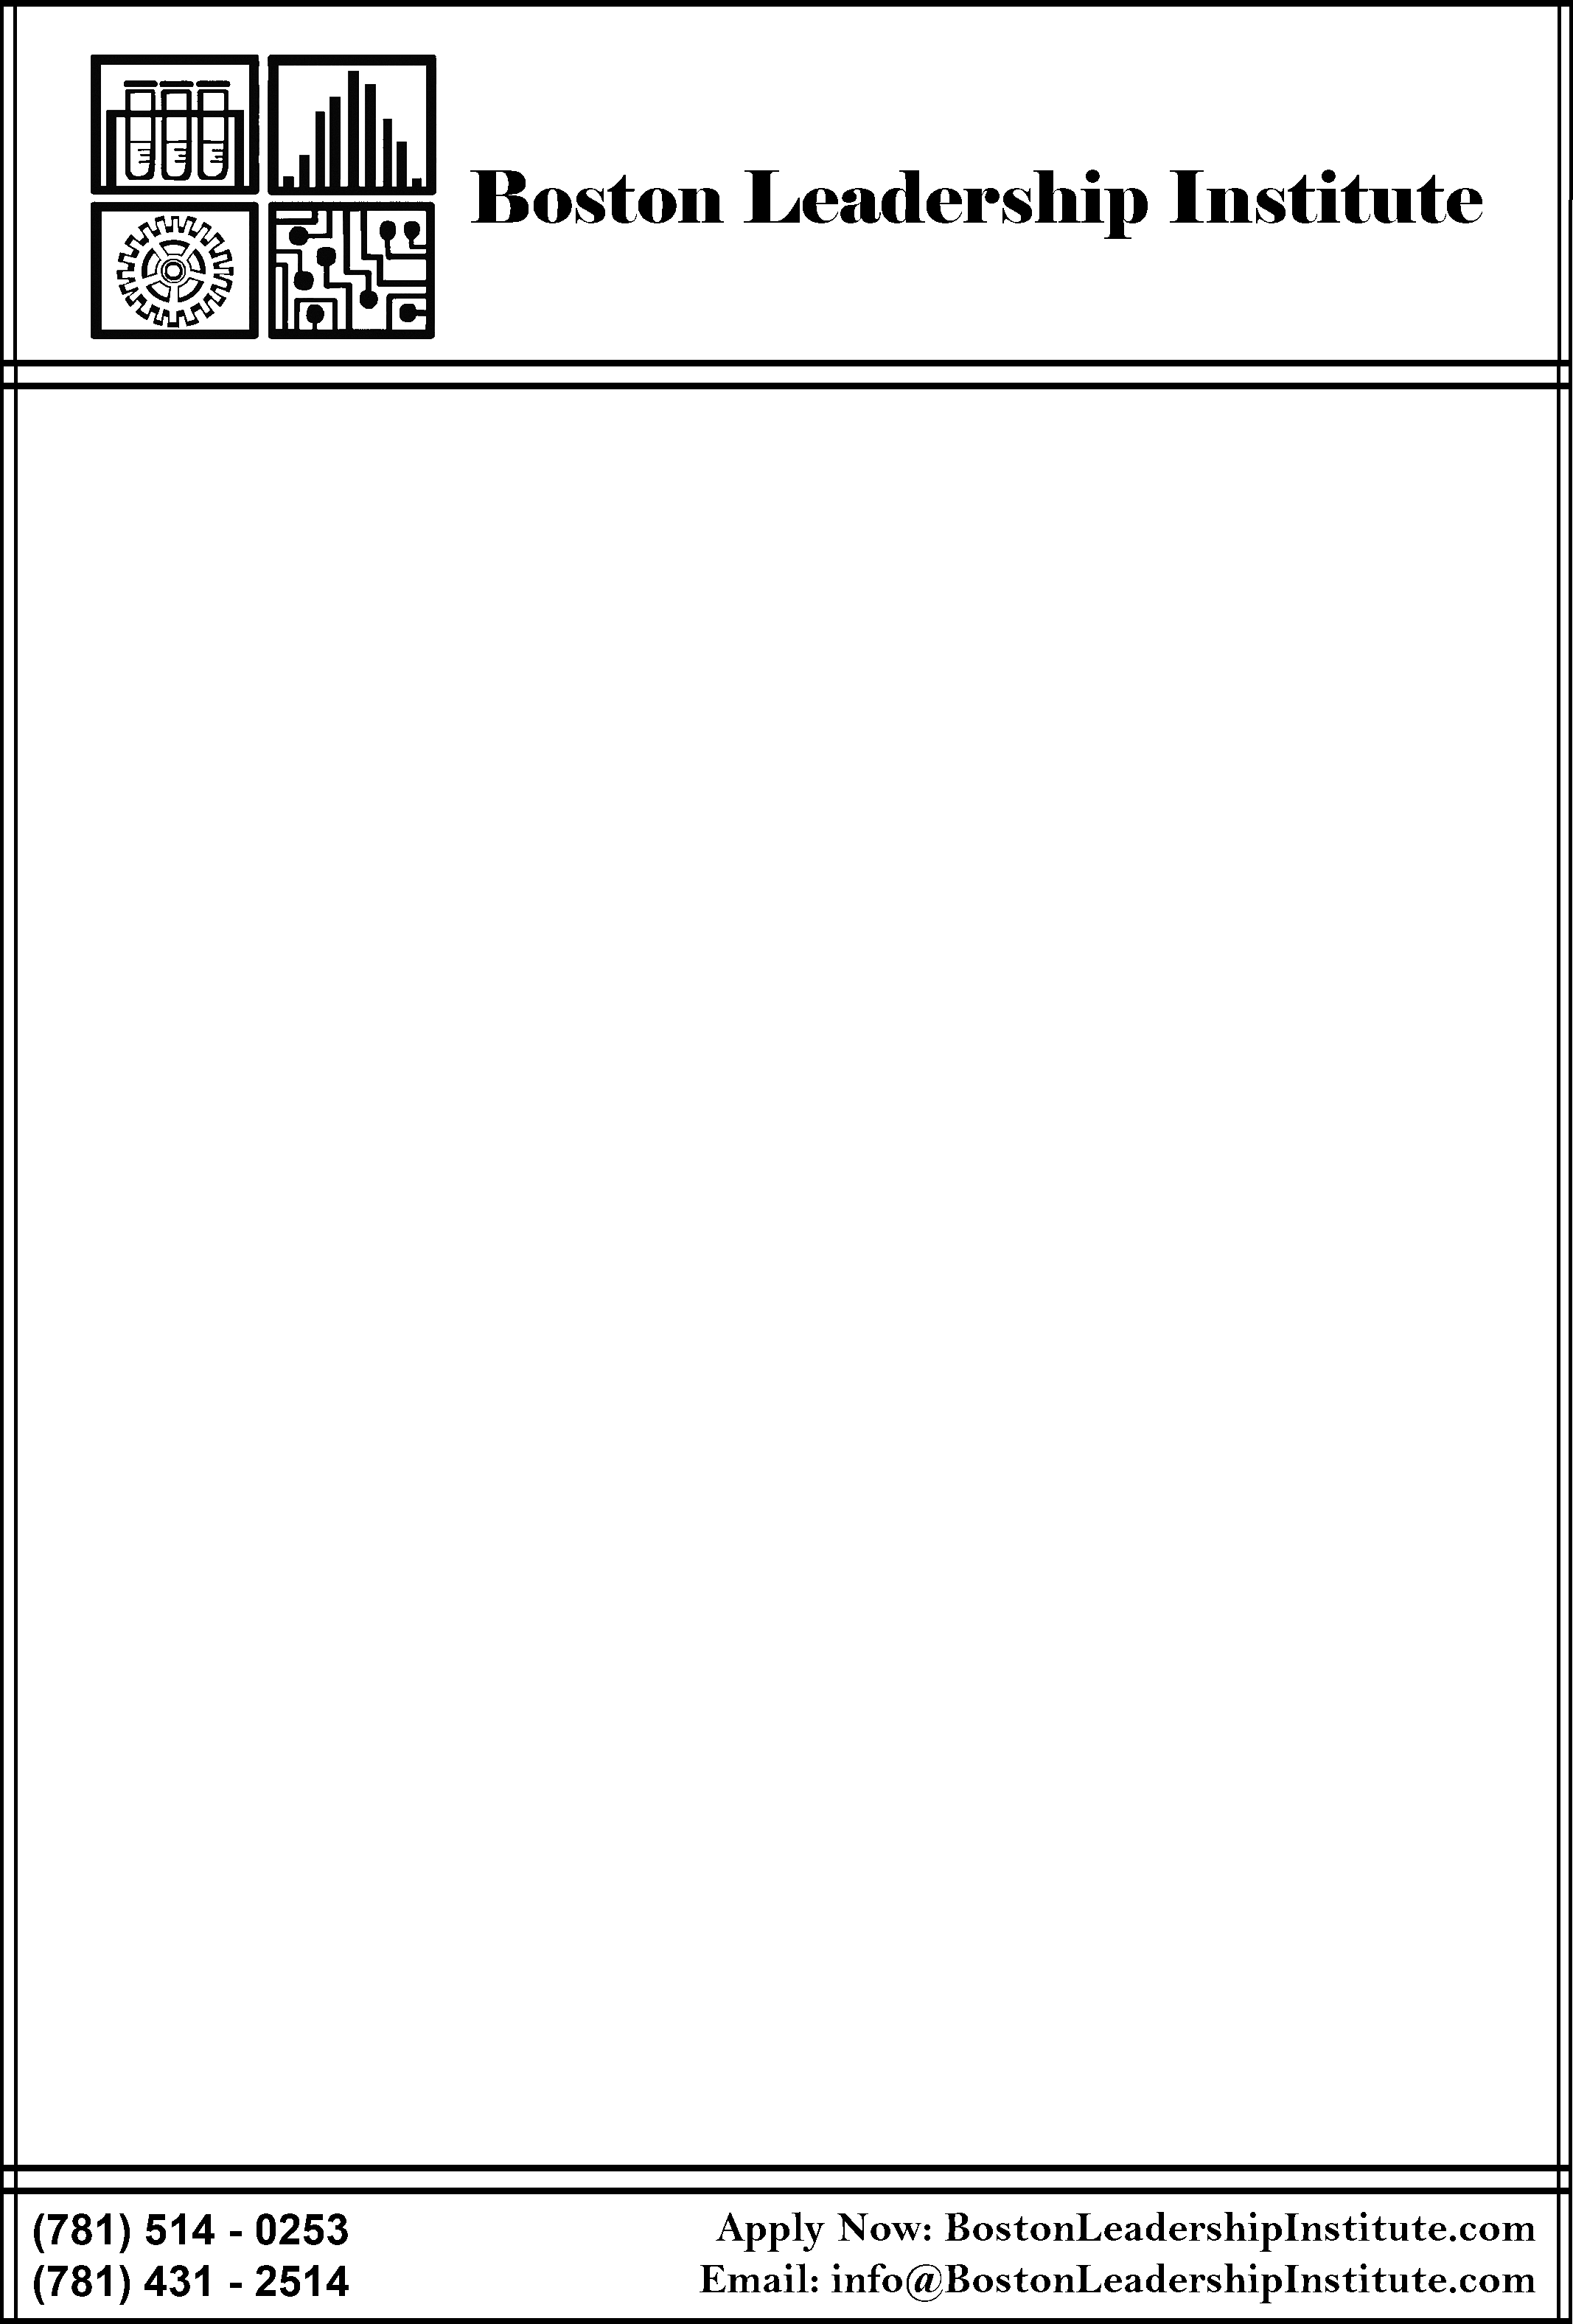 Boston Leadership Institute
(781) 514 - 0253
(781) 431 - 2514
Apply Now: BostonLeadershipInstitute.com
Email: info@BostonLeadershipInstitute.com